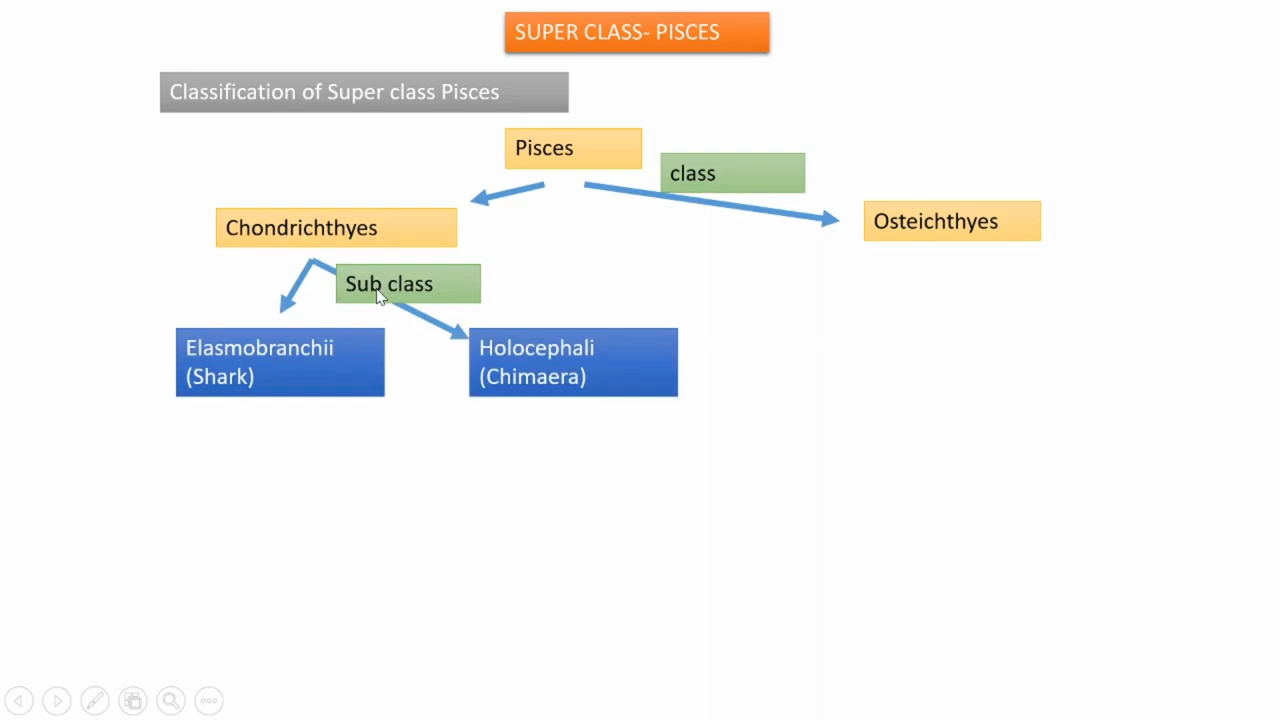 SUPER CLASS- PISCES
Classification of Super class Pisces
Pisces
class
Chondrichthyes
Osteichthyes
Sub class
Elasmobranchii
(Shark)
Holocephali
(Chimaera)